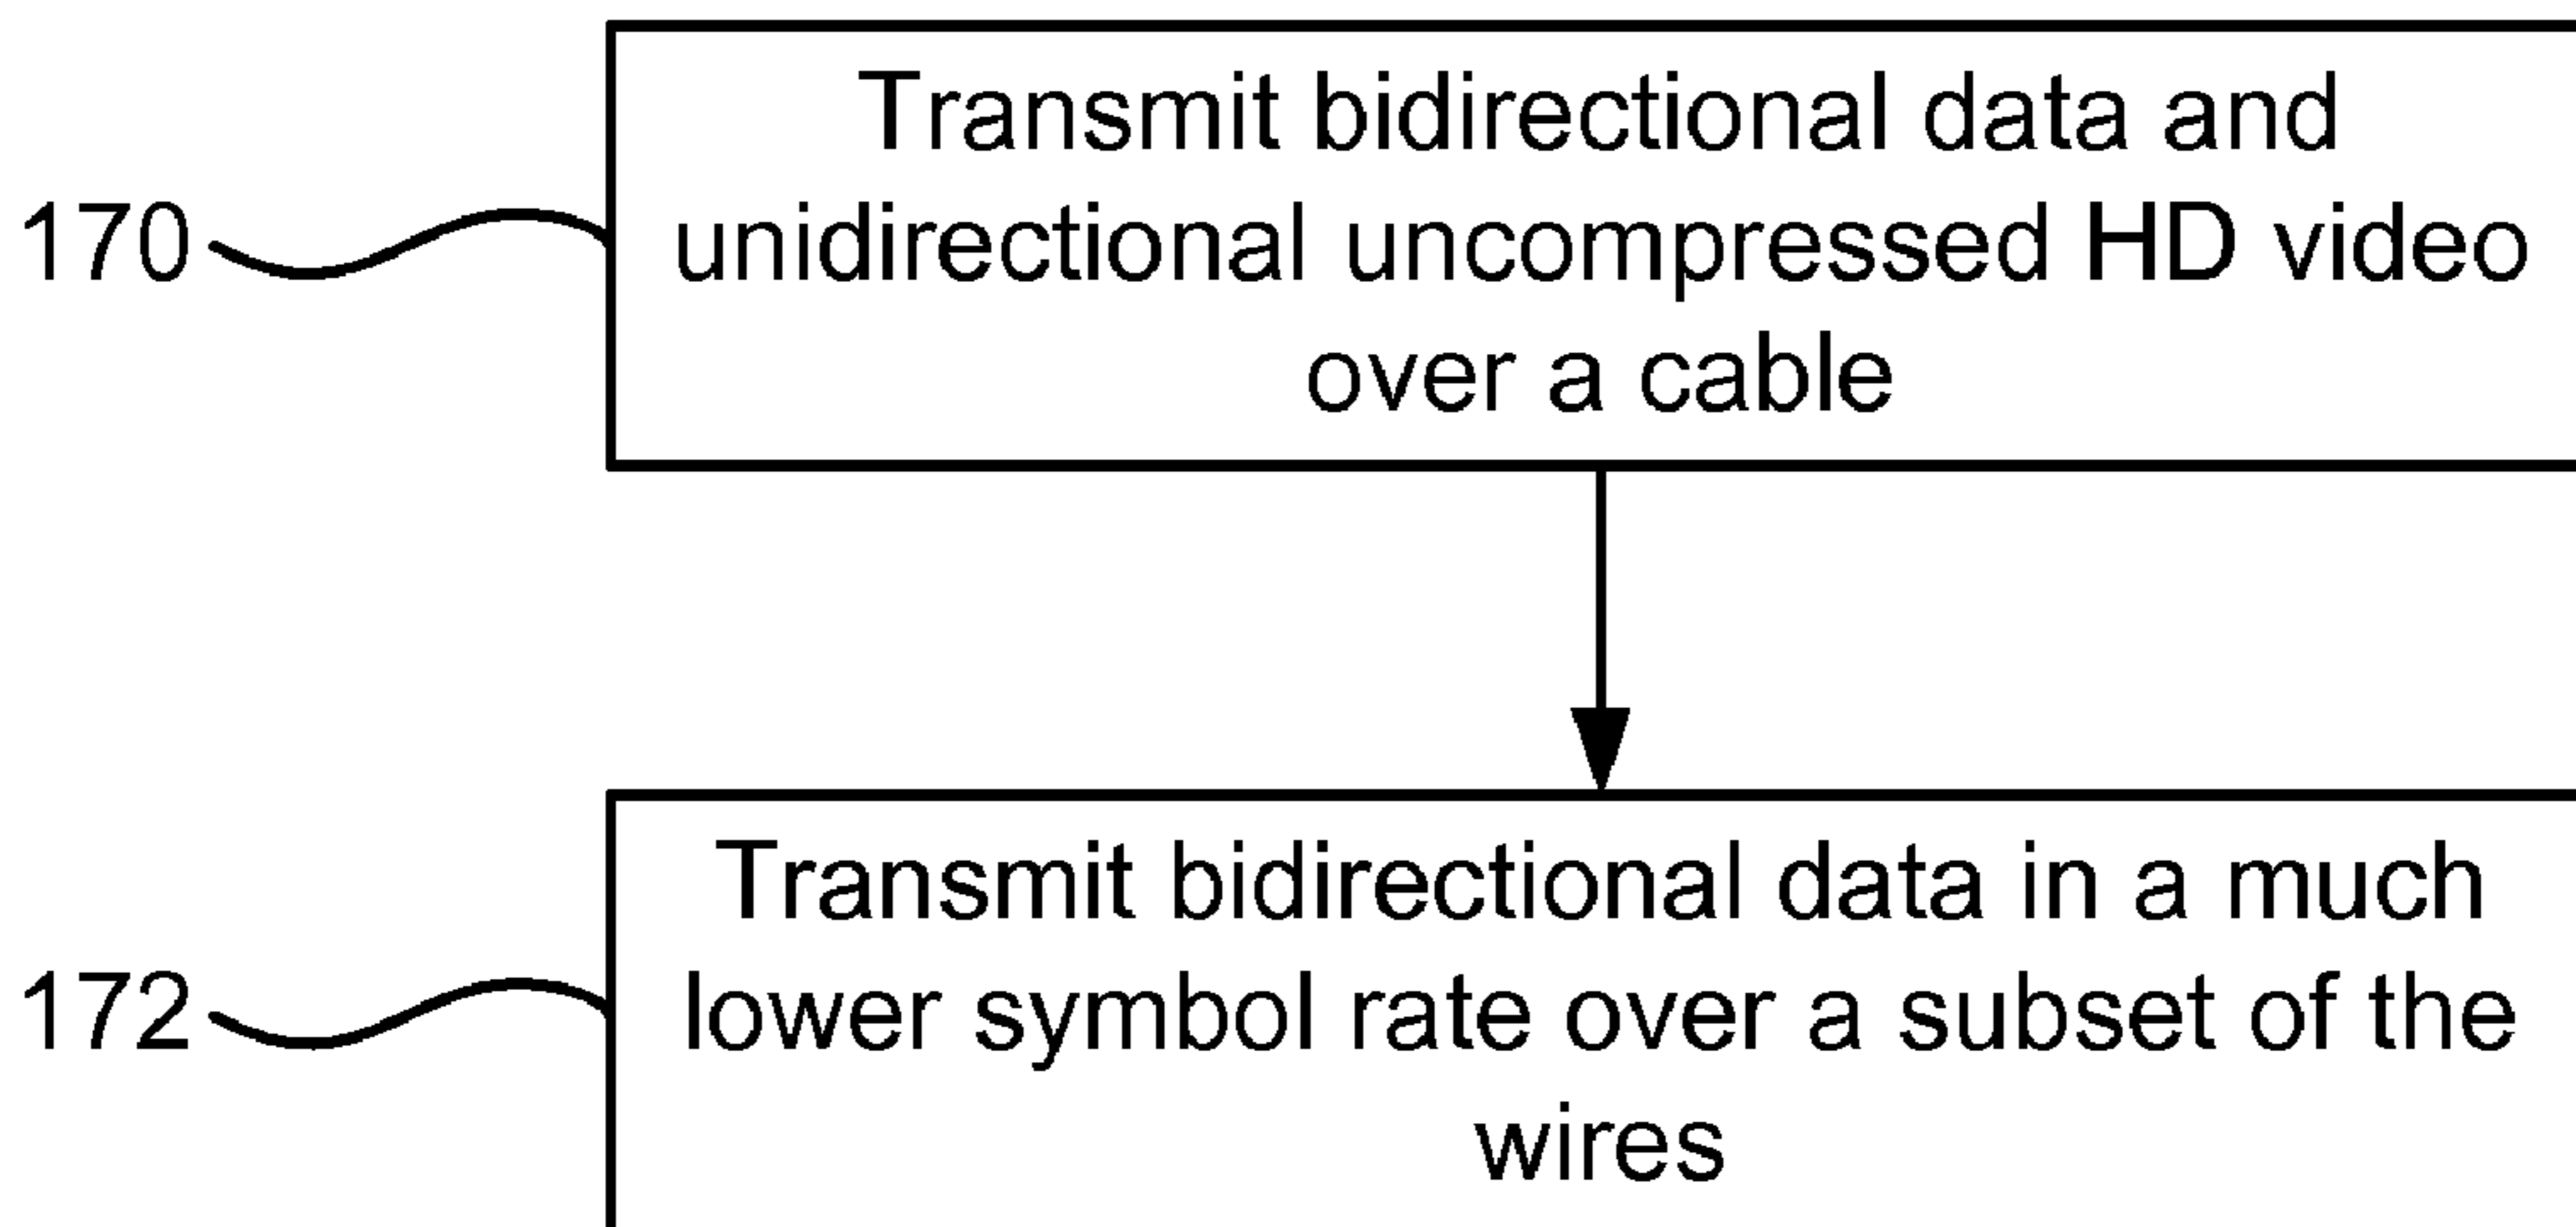 Transmit bidirectional data and
170
unidirectional uncompressed HD video
over a cable
Transmit bidirectional data in a much
172
lower symbol rate over a subset of the
wires